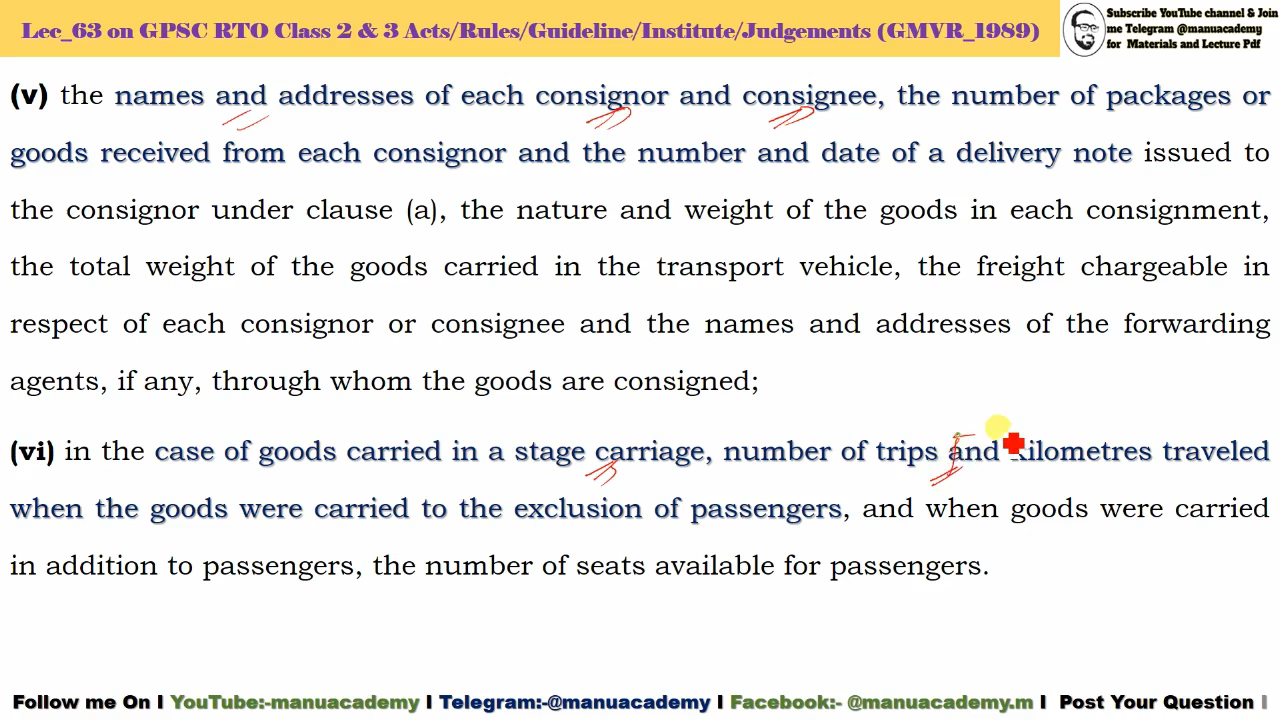 Lec_63 on GPSC RTO Class 2 & 3 Acts/Rules/Guideline/Institute/Judgements (GMVR_1989)
Subscribe YouTube channel & Join
me Telegram @manuacademy
for Materials and Lecture Pdf
(v) the names and addresses of each consignor and consignee, the number of packages or
goods received from each consignor and the number and date of a delivery note issued to
the consignor under clause (a), the nature and weight of the goods in each consignment,
the total weight of the goods carried in the transport vehicle, the freight chargeable in
respect of each consignor or consignee and the names and addresses of the forwarding
agents, if any, through whom the goods are consigned;
(vi) in the case of goods carried in a stage carriage, number of trips and kilometres traveled
when the goods were carried to the exclusion of passengers, and when goods were carried
in addition to passengers, the number of seats available for passengers.
Follow me On I YouTube:-manuacademy I Telegram:-@manuacademy I Facebook:- @manuacademy.m I Post Your Question I